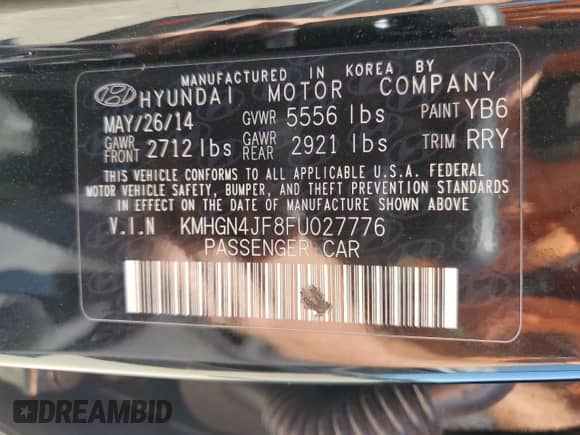 MANUFACTURED IN KOREA BY
HYUNDAI MOTOR COMPANY
MAY/26/14 GVWR 5556 lbs PAINT YB6
GAWR FRONT 2712 lbs GAWR REAR 2921 lbs TRIM RRY
THIS VEHICLE CONFORMS TO ALL APPLICABLE U.S.A. FEDERAL
MOTOR VEHICLE SAFETY, BUMPER, AND THEFT PREVENTION STANDARDS
IN EFFECT ON THE DATE OF MANUFACTURE SHOWN ABOVE
V.I.N KMHGN4JF8FU027776
PASSENGER CAR
DREAMBID